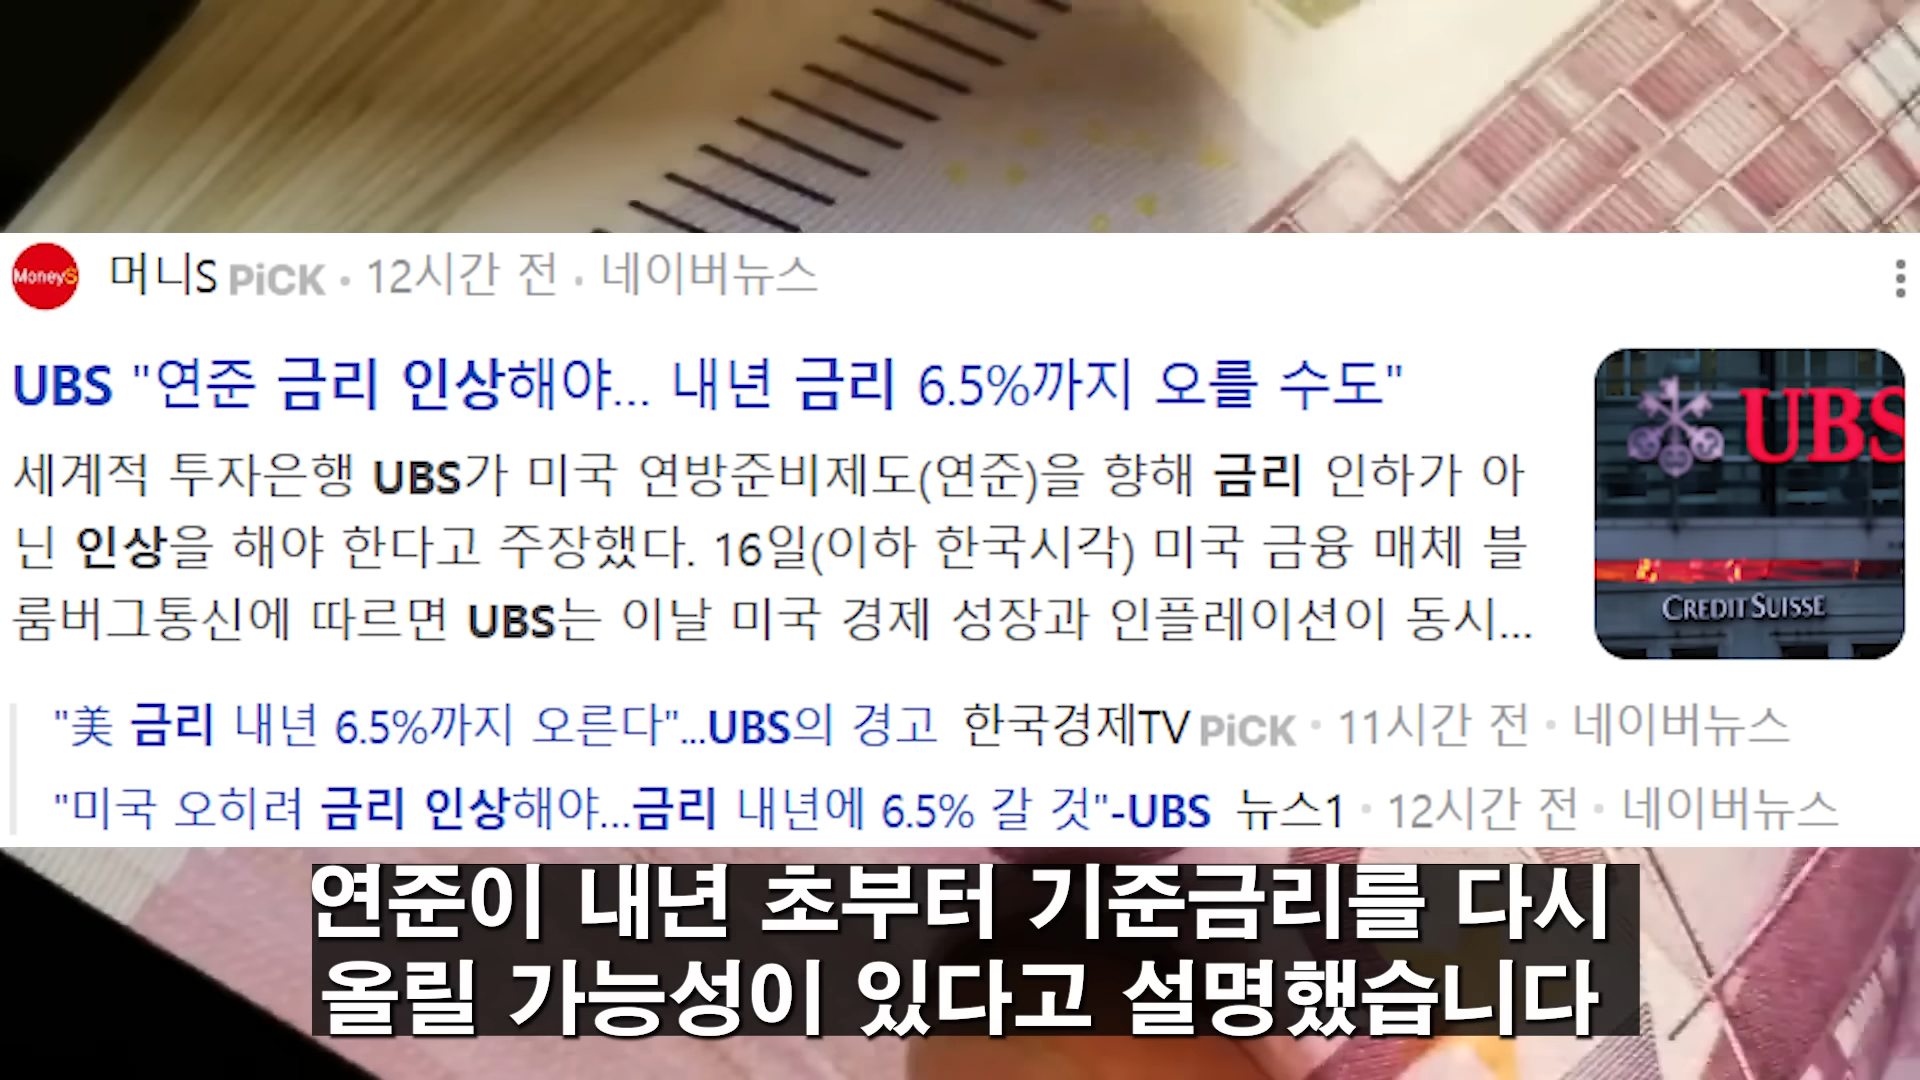 MoneyS 머니S PiCK · 12시간 전 · 네이버뉴스
UBS "연준 금리 인상해야... 내년 금리 6.5%까지 오를 수도"
세계적 투자은행 UBS가 미국 연방준비제도(연준)을 향해 금리 인하가 아
닌 인상을 해야 한다고 주장했다. 16일(이하 한국시각) 미국 금융 매체 블
룸버그통신에 따르면 UBS는 이날 미국 경제 성장과 인플레이션이 동시...
UBS
CREDIT SUISSE
"美 금리 내년 6.5%까지 오른다"...UBS의 경고 한국경제TV PiCK · 11시간 전 · 네이버뉴스
"미국 오히려 금리 인상해야...금리 내년에 6.5% 갈 것"-UBS 뉴스1 · 12시간 전 · 네이버뉴스
연준이 내년 초부터 기준금리를 다시
올릴 가능성이 있다고 설명했습니다